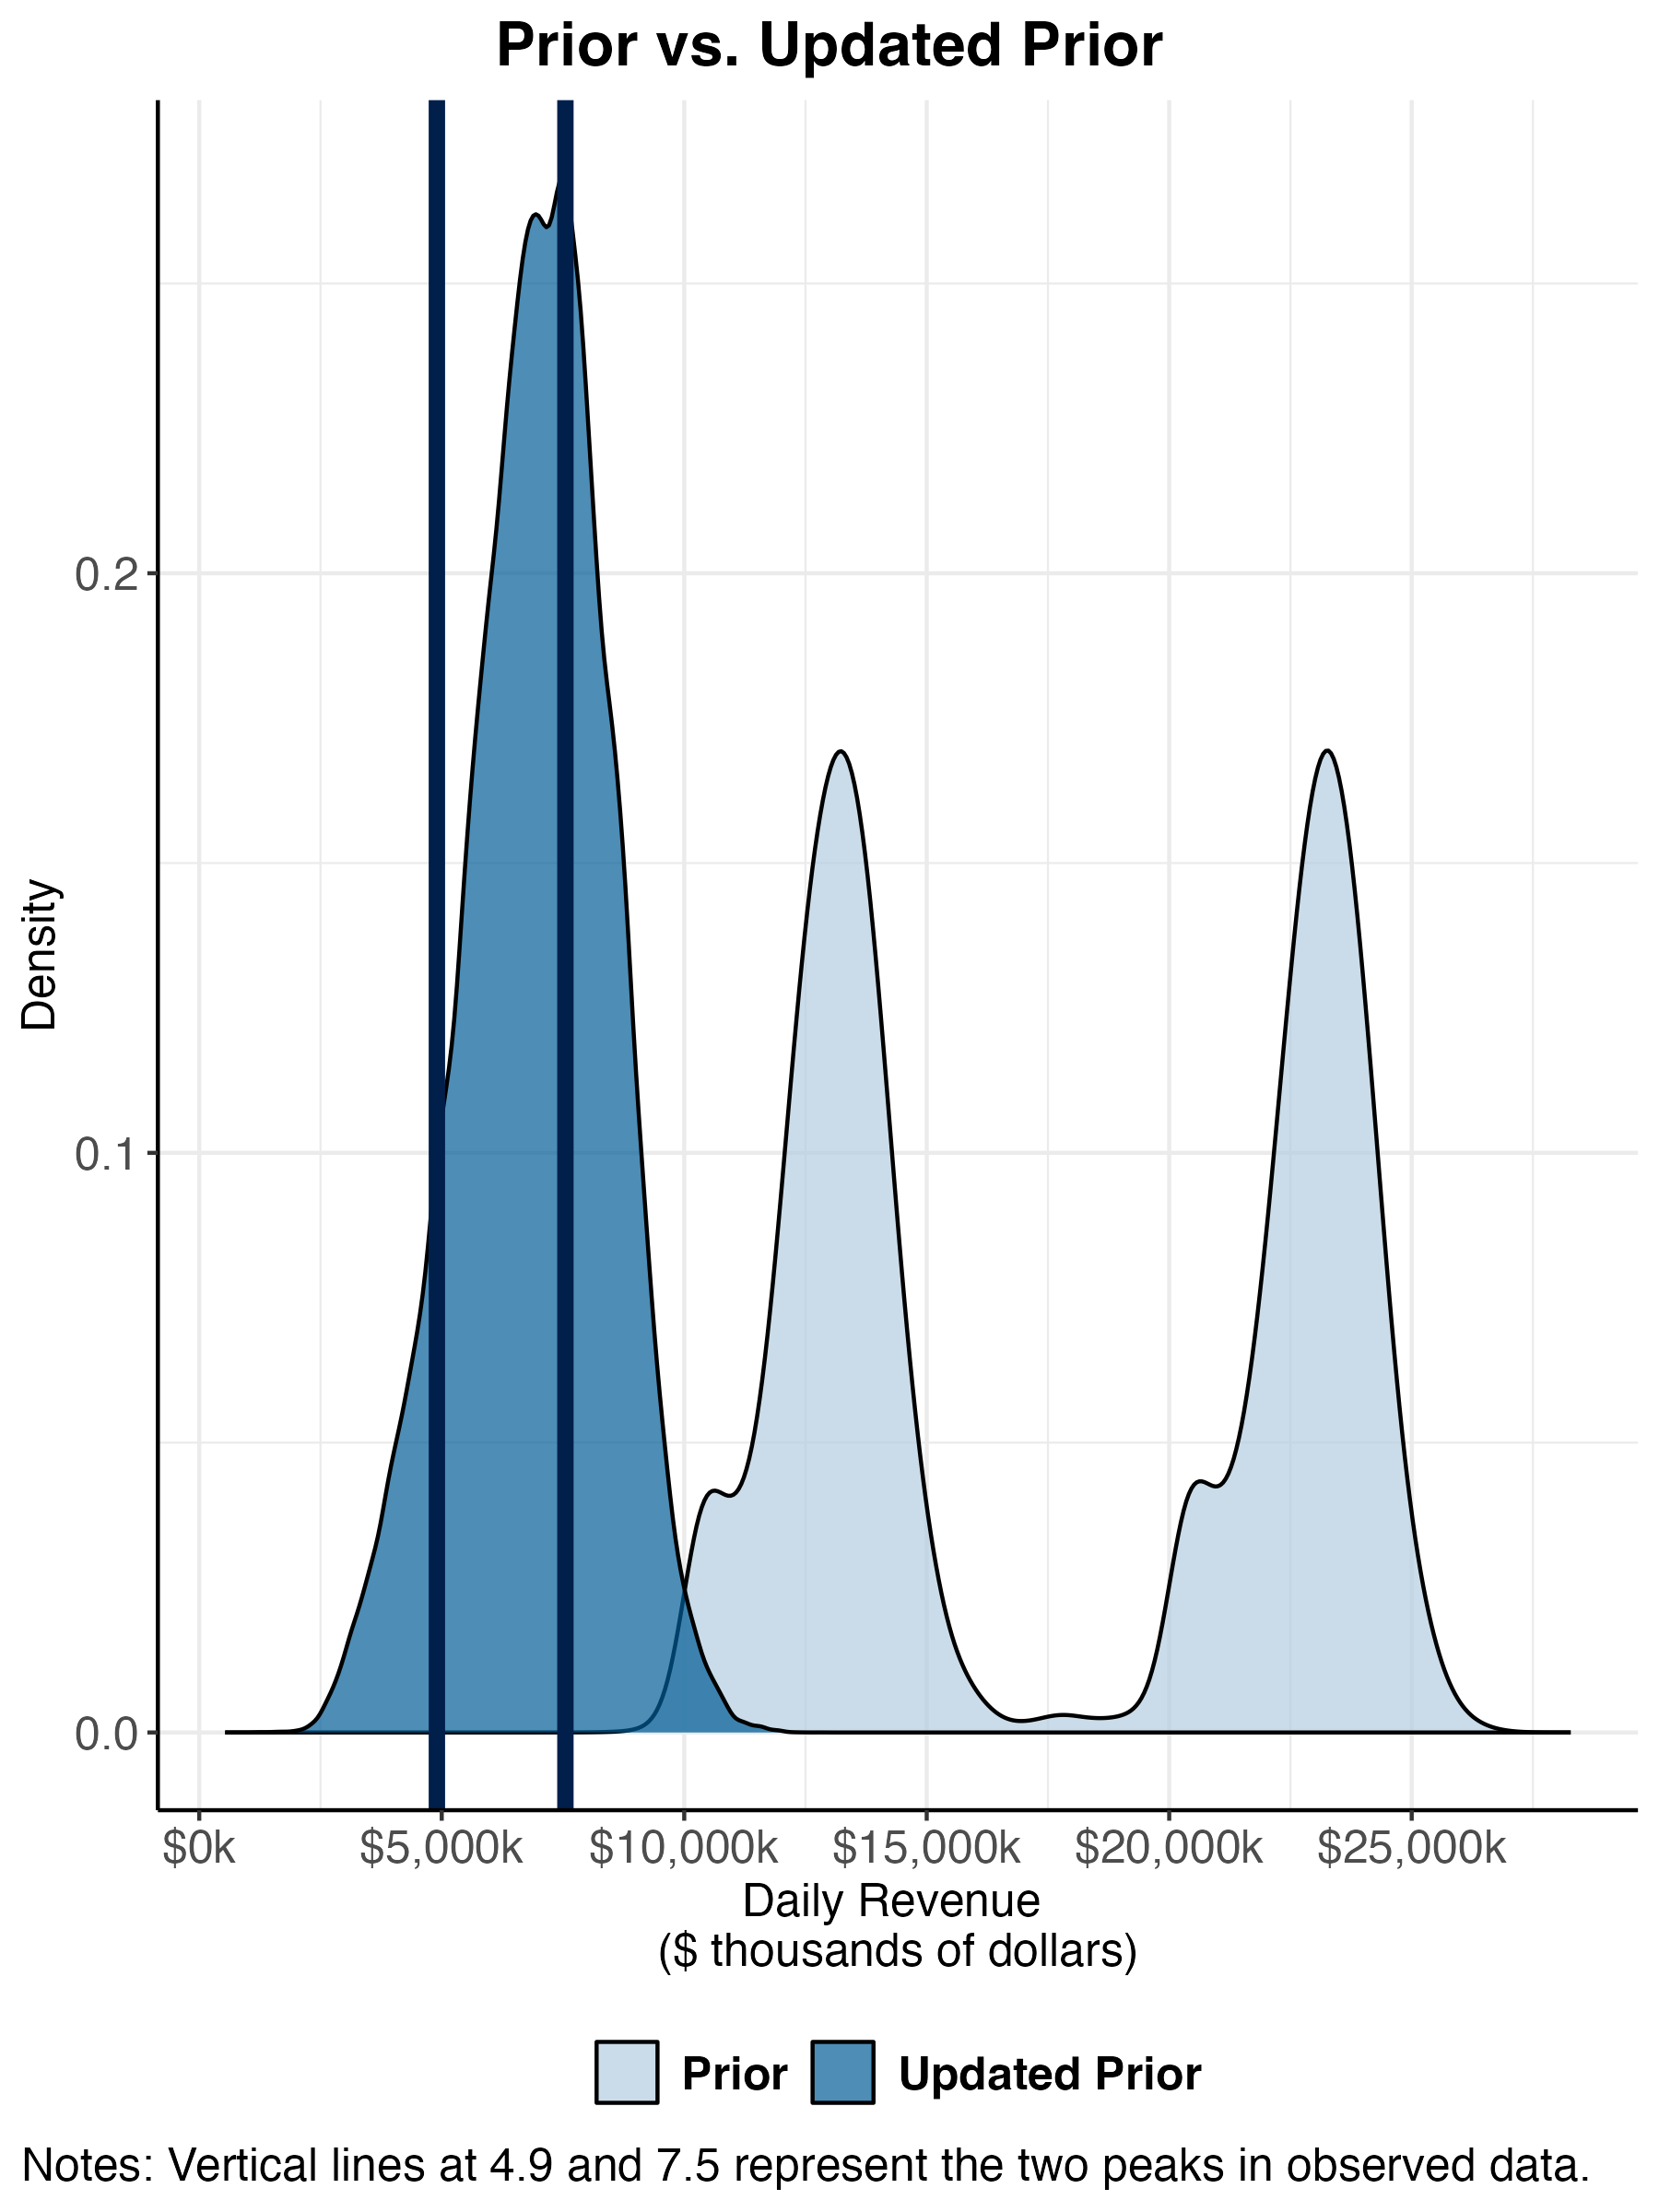 Prior vs. Updated Prior
Density
0.2
0.1
0.0
$0k $5,000k $10,000k $15,000k $20,000k $25,000k
Daily Revenue
($ thousands of dollars)
Prior Updated Prior
Notes: Vertical lines at 4.9 and 7.5 represent the two peaks in observed data.